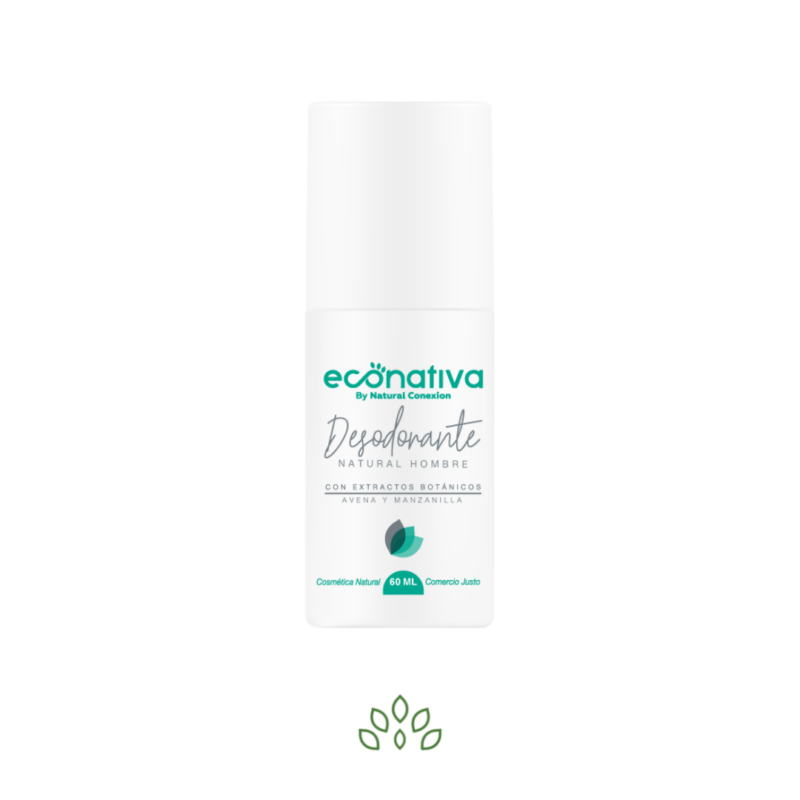 econativa
By Natural Conexion
Desodorante
NATURAL HOMBRE
CON EXTRACTOS BOTÁNICOS
AVENA Y MANZANILLA
Cosmética Natural 60 ML Comercio Justo